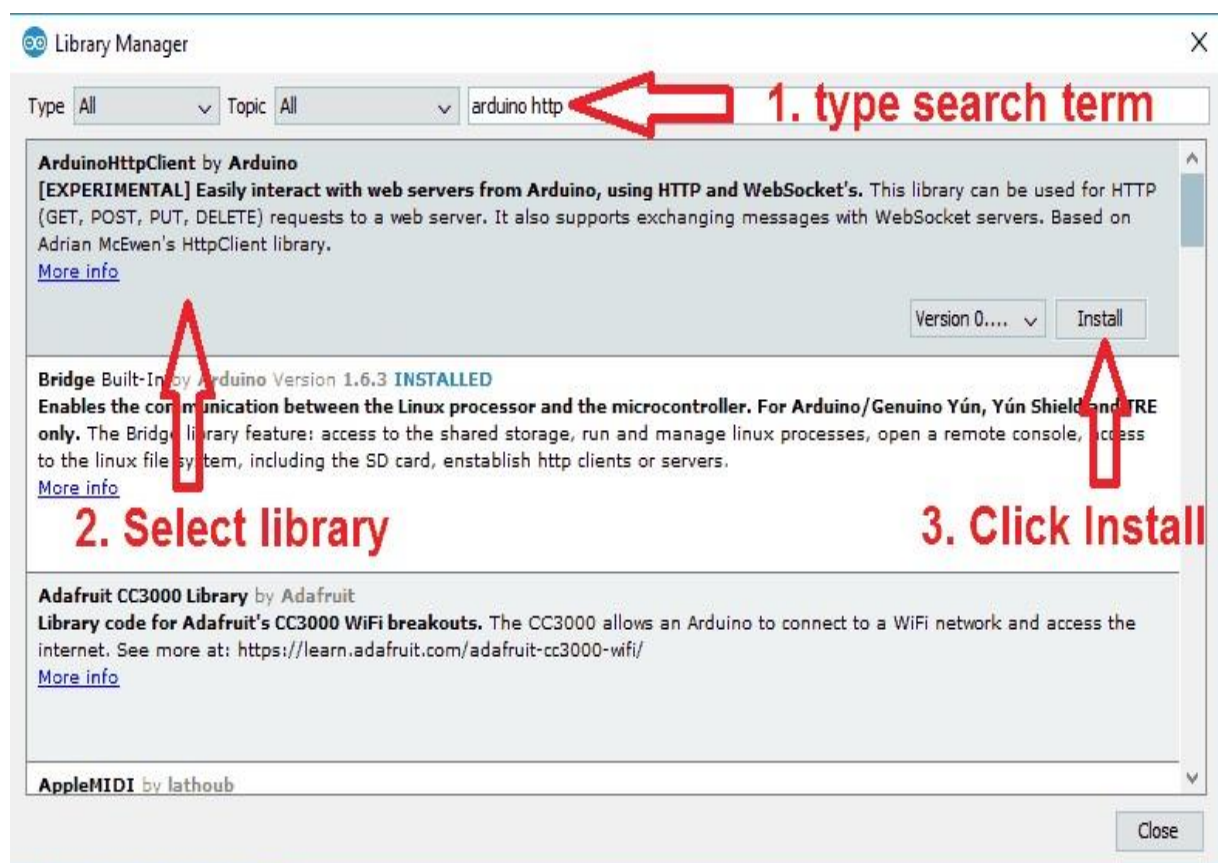 Library Manager
Type All Topic All arduino http 1. type search term
ArduinoHttpClient by Arduino
[EXPERIMENTAL] Easily interact with web servers from Arduino, using HTTP and WebSocket's. This library can be used for HTTP
(GET, POST, PUT, DELETE) requests to a web server. It also supports exchanging messages with WebSocket servers. Based on
Adrian McEwen's HttpClient library.
More info
Version 0.... Install
Bridge Built-In by Arduino Version 1.6.3 INSTALLED
Enables the communication between the Linux processor and the microcontroller. For Arduino/Genuino Yún, Yún Shield and TRE
only. The Bridge library feature: access to the shared storage, run and manage linux processes, open a remote console, access
to the linux file system, including the SD card, enstablish http clients or servers.
More info
2. Select library
3. Click Install
Adafruit CC3000 Library by Adafruit
Library code for Adafruit's CC3000 WiFi breakouts. The CC3000 allows an Arduino to connect to a WiFi network and access the
internet. See more at: https://learn.adafruit.com/adafruit-cc3000-wifi/
More info
AppleMIDI by lathoub
Close